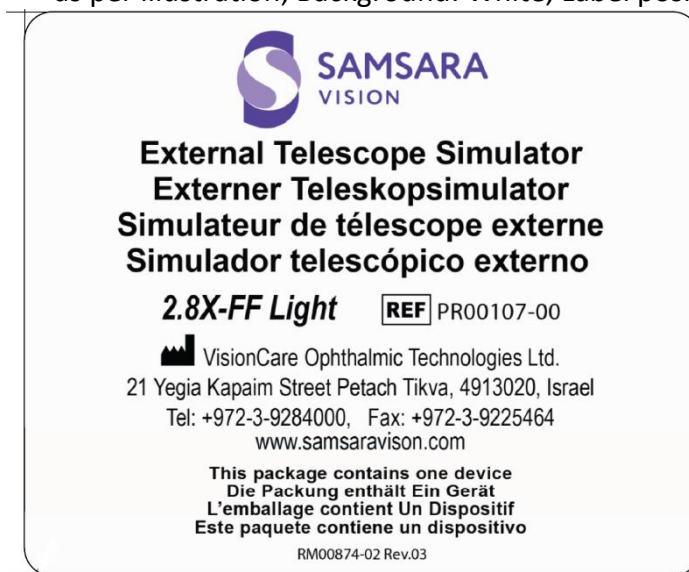 as per illustration, Background: White, Label pos
SAMSARA
VISION
External Telescope Simulator
Externer Teleskopsimulator
Simulateur de télescope externe
Simulador telescópico externo
2.8X-FF Light REF PR00107-00
VisionCare Ophthalmic Technologies Ltd.
21 Yegia Kapaim Street Petach Tikva, 4913020, Israel
Tel: +972-3-9284000, Fax: +972-3-9225464
www.samsaravison.com
This package contains one device
Die Packung enthält Ein Gerät
L'emballage contient Un Dispositif
Este paquete contiene un dispositivo
RM00874-02 Rev.03